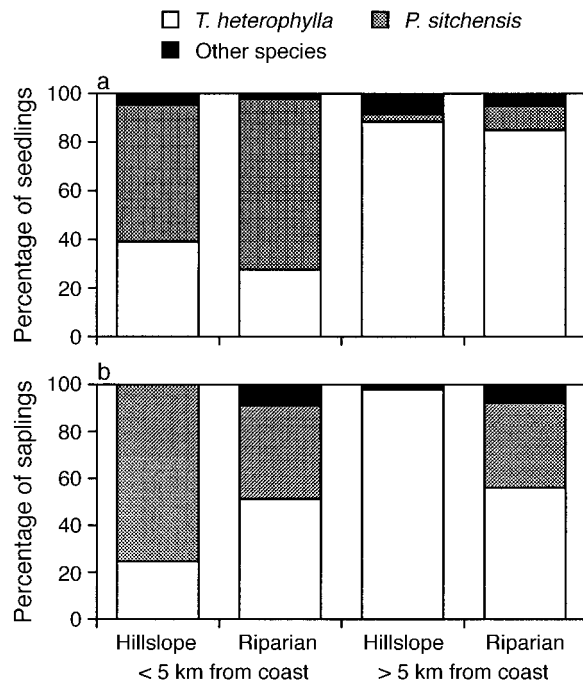 T. heterophylla P. sitchensis
Other species
a
Percentage of seedlings
100
80
60
40
20
0
b
Percentage of saplings
100
80
60
40
20
0
Hillslope Riparian Hillslope Riparian
< 5 km from coast > 5 km from coast